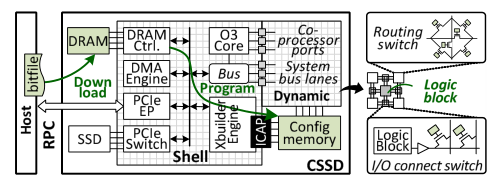 Host
bitfile
RPC
DRAM
Down
load
SSD
DRAM
Ctrl.
DMA
Engine
PCIe
EP
PCIe
Switch
Shell
O3
Core
Bus
Program
Xbuilder
Engine
ICAP
Co-
processor
ports
System
bus lanes
Dynamic
Config
memory
CSSD
Routing
switch
Logic
block
Logic
Block
I/O connect switch